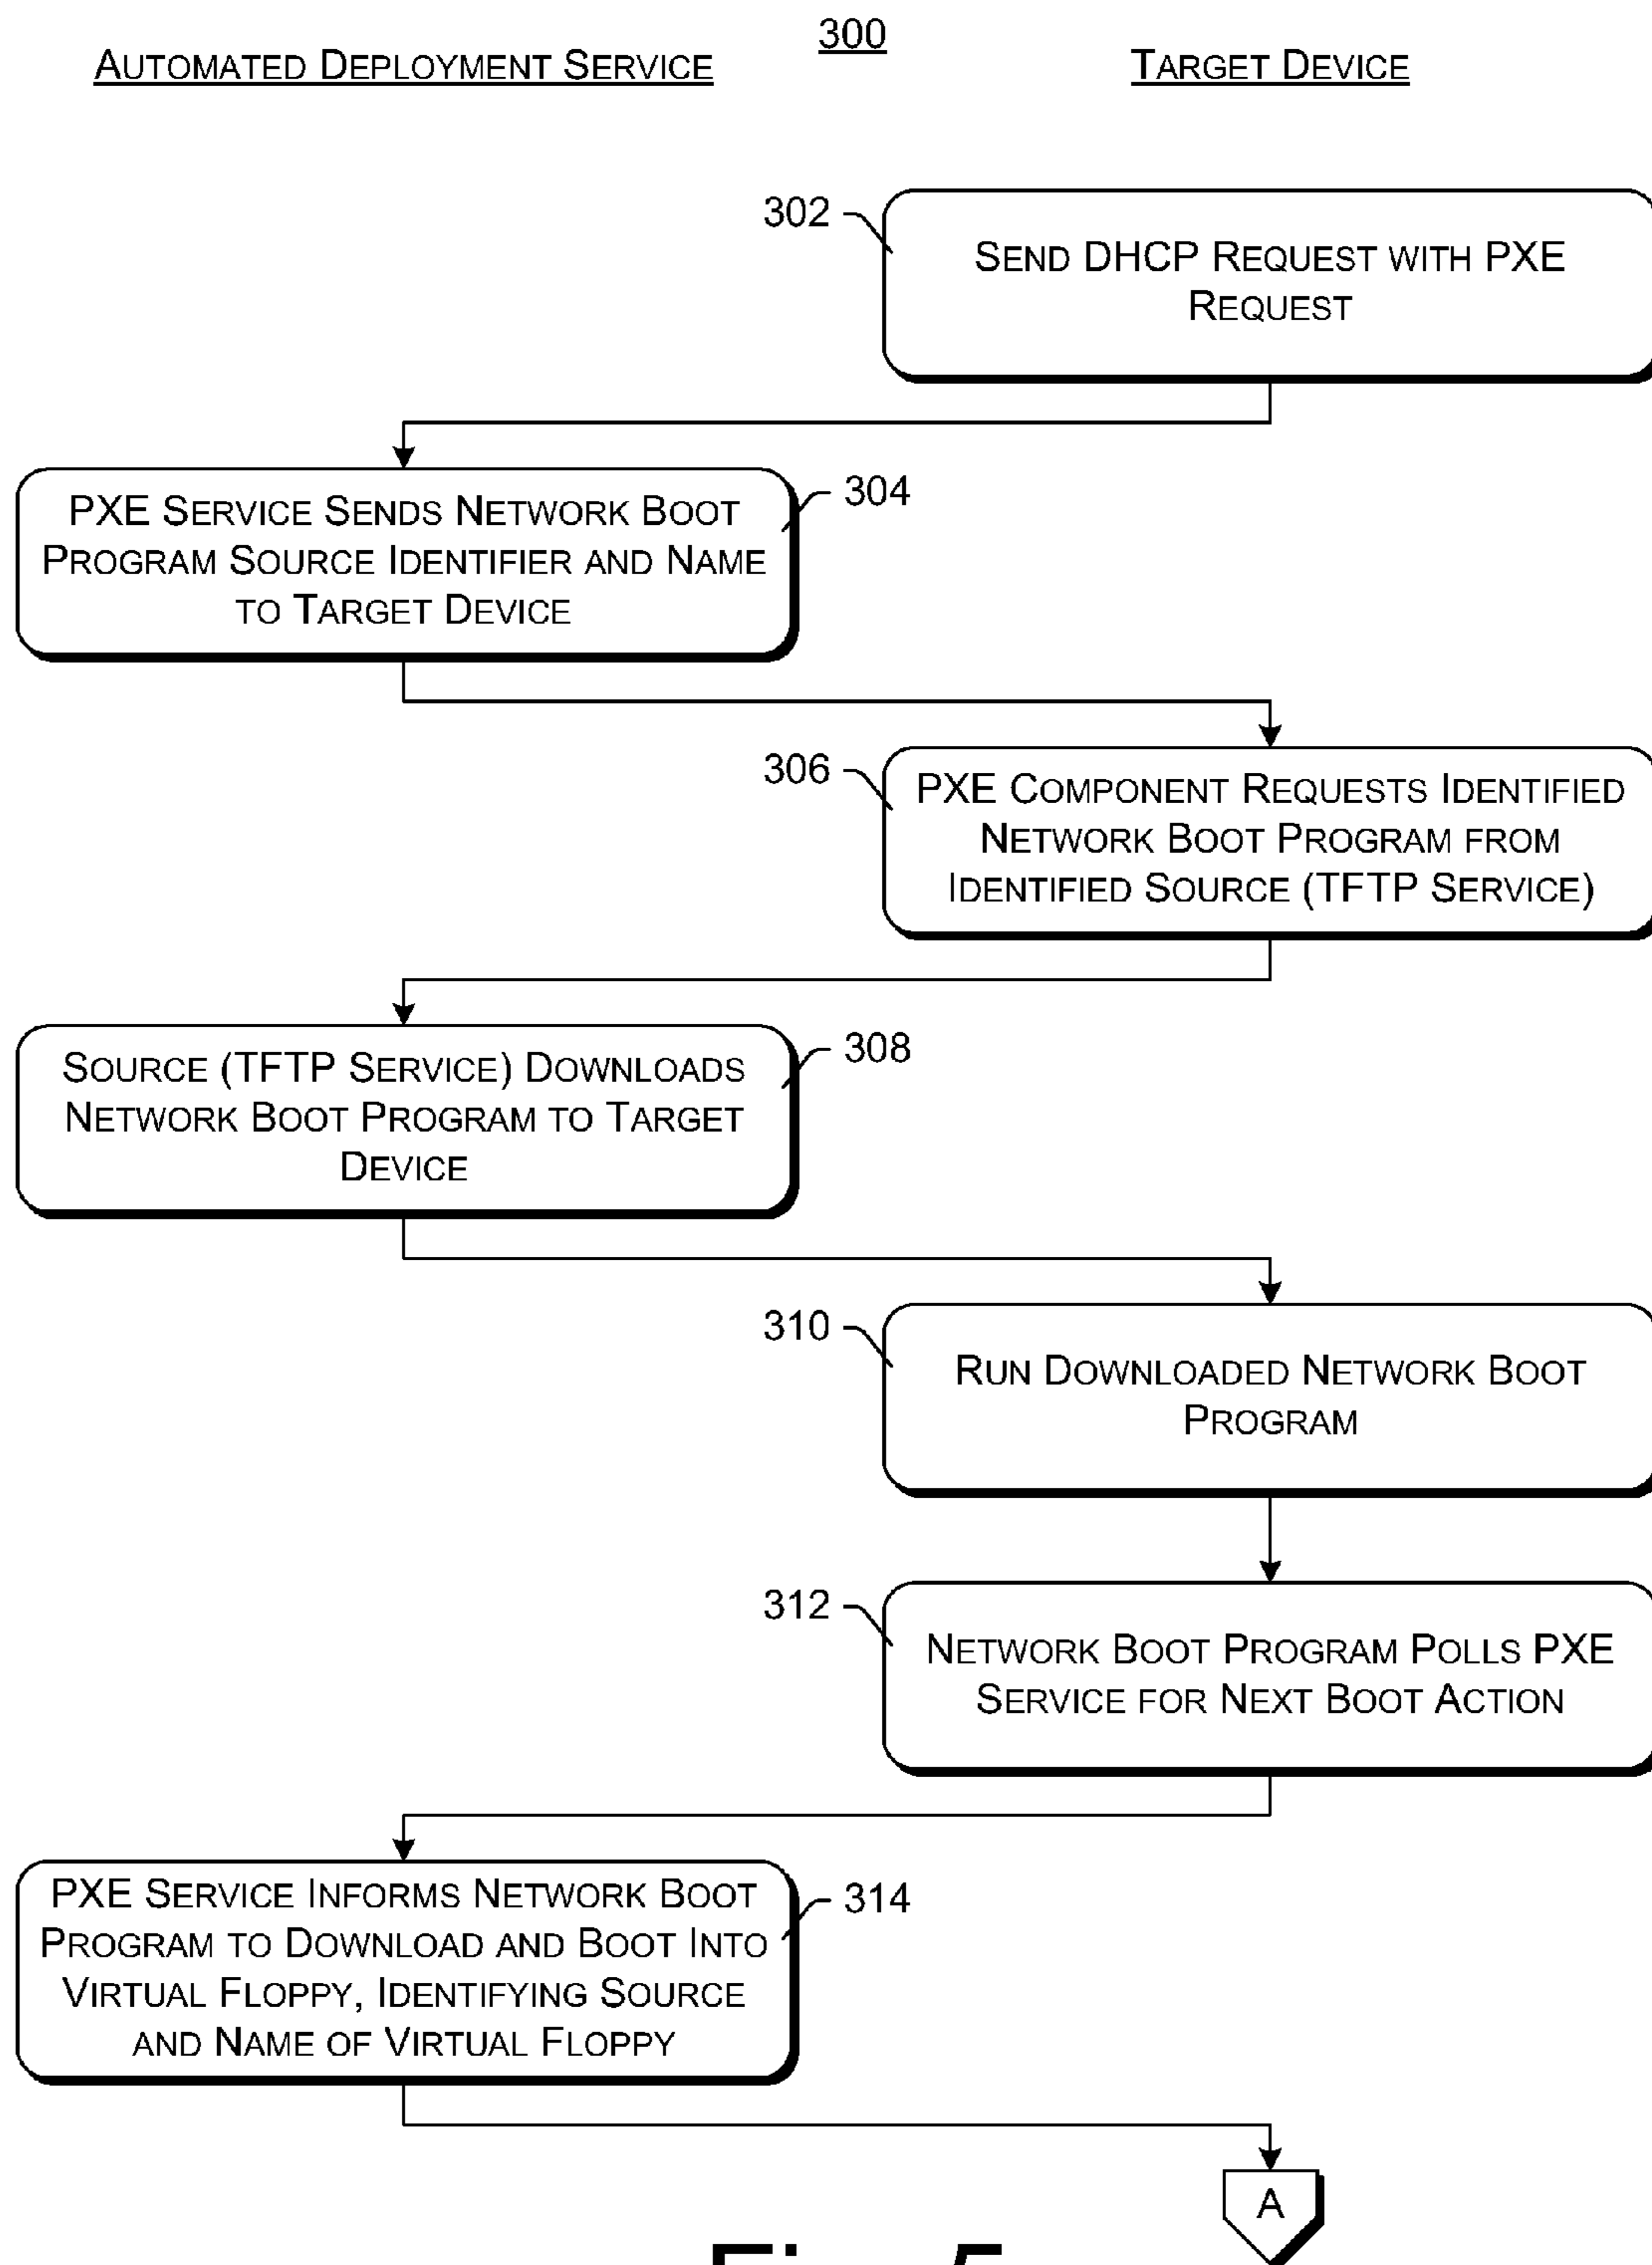 300
AUTOMATED DEPLOYMENT SERVICE
TARGET DEVICE
302
SEND DHCP REQUEST WITH PXE
REQUEST
PXE SERVICE SENDS NETWORK BOOT
PROGRAM SOURCE IDENTIFIER AND NAME
TO TARGET DEVICE
304
306
PXE COMPONENT REQUESTS IDENTIFIED
NETWORK BOOT PROGRAM FROM
IDENTIFIED SOURCE (TFTP SERVICE)
SOURCE (TFTP SERVICE) DOWNLOADS
NETWORK BOOT PROGRAM TO TARGET
DEVICE
308
310
RUN DOWNLOADED NETWORK BOOT
PROGRAM
312
NETWORK BOOT PROGRAM POLLS PXE
SERVICE FOR NEXT BOOT ACTION
PXE SERVICE INFORMS NETWORK BOOT
PROGRAM TO DOWNLOAD AND BOOT INTO
VIRTUAL FLOPPY, IDENTIFYING SOURCE
AND NAME OF VIRTUAL FLOPPY
314
A